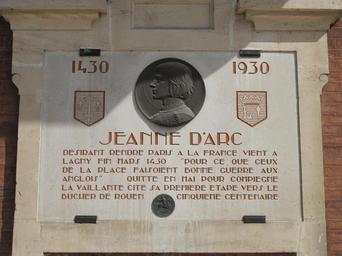 1430 1930
JEANNE D'ARC
DESIRANT RENDRE PARIS A LA FRANCE VIENT A
LAGNY FIN MARS 1430 "POUR CE QUE CEUX
DE LA PLACE FAISOIENT BONNE GUERRE AUX
ANGLOIS" QUITTE EN MAI POUR COMPIEGNE
LA VAILLANTE CITE SA PREMIERE ETAPE VERS LE
BUCHER DE ROUEN CINQUIEME CENTENAIRE